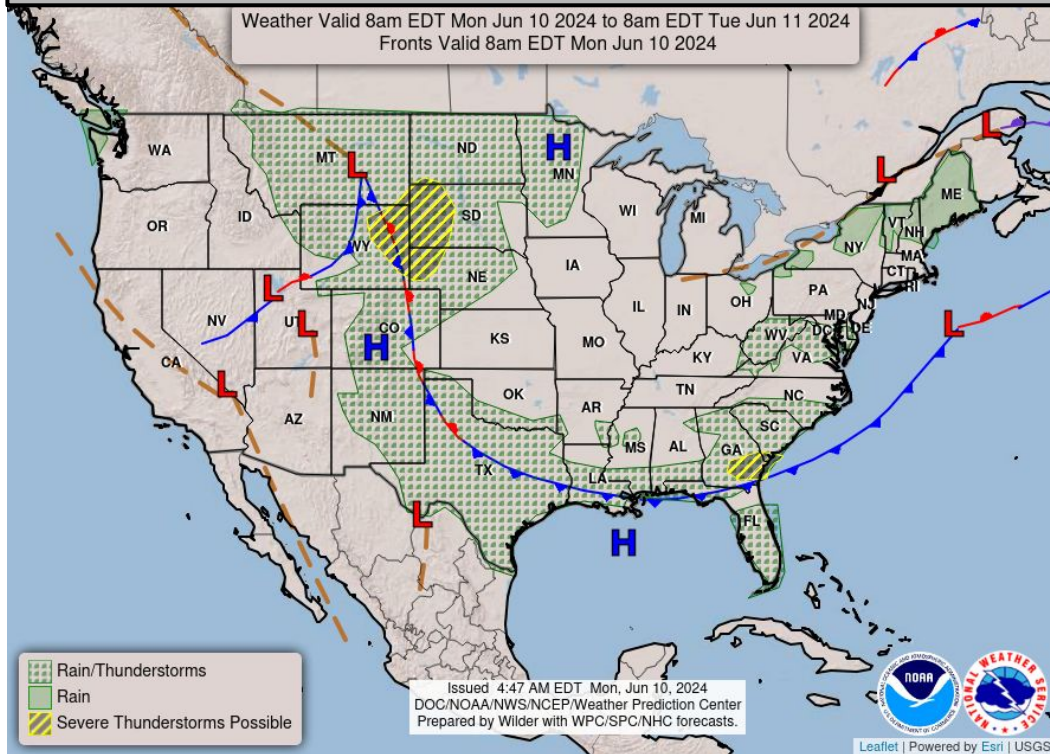 Weather Valid 8am EDT Mon Jun 10 2024 to 8am EDT Tue Jun 11 2024
Fronts Valid 8am EDT Mon Jun 10 2024
L
L
H
WA
MT
L
ND
MN
L
ME
OR
ID
WY
SD
WI
MI
VT
NH
NY
MA
CT
RI
L
NV
UT
L
NE
IA
IL
IN
OH
PA
NJ
MD
DE
DC
L
CA
L
CO
H
KS
MO
KY
WV
VA
AZ
NM
OK
AR
TN
NC
SC
TX
LA
MS
AL
GA
L
H
FL
Rain/Thunderstorms
Rain
Severe Thunderstorms Possible
Issued 4:47 AM EDT Mon, Jun 10, 2024
DOC/NOAA/NWS/NCEP/Weather Prediction Center
Prepared by Wilder with WPC/SPC/NHC forecasts.
NOAA
NATIONAL WEATHER SERVICE
Leaflet | Powered by Esri | USGS